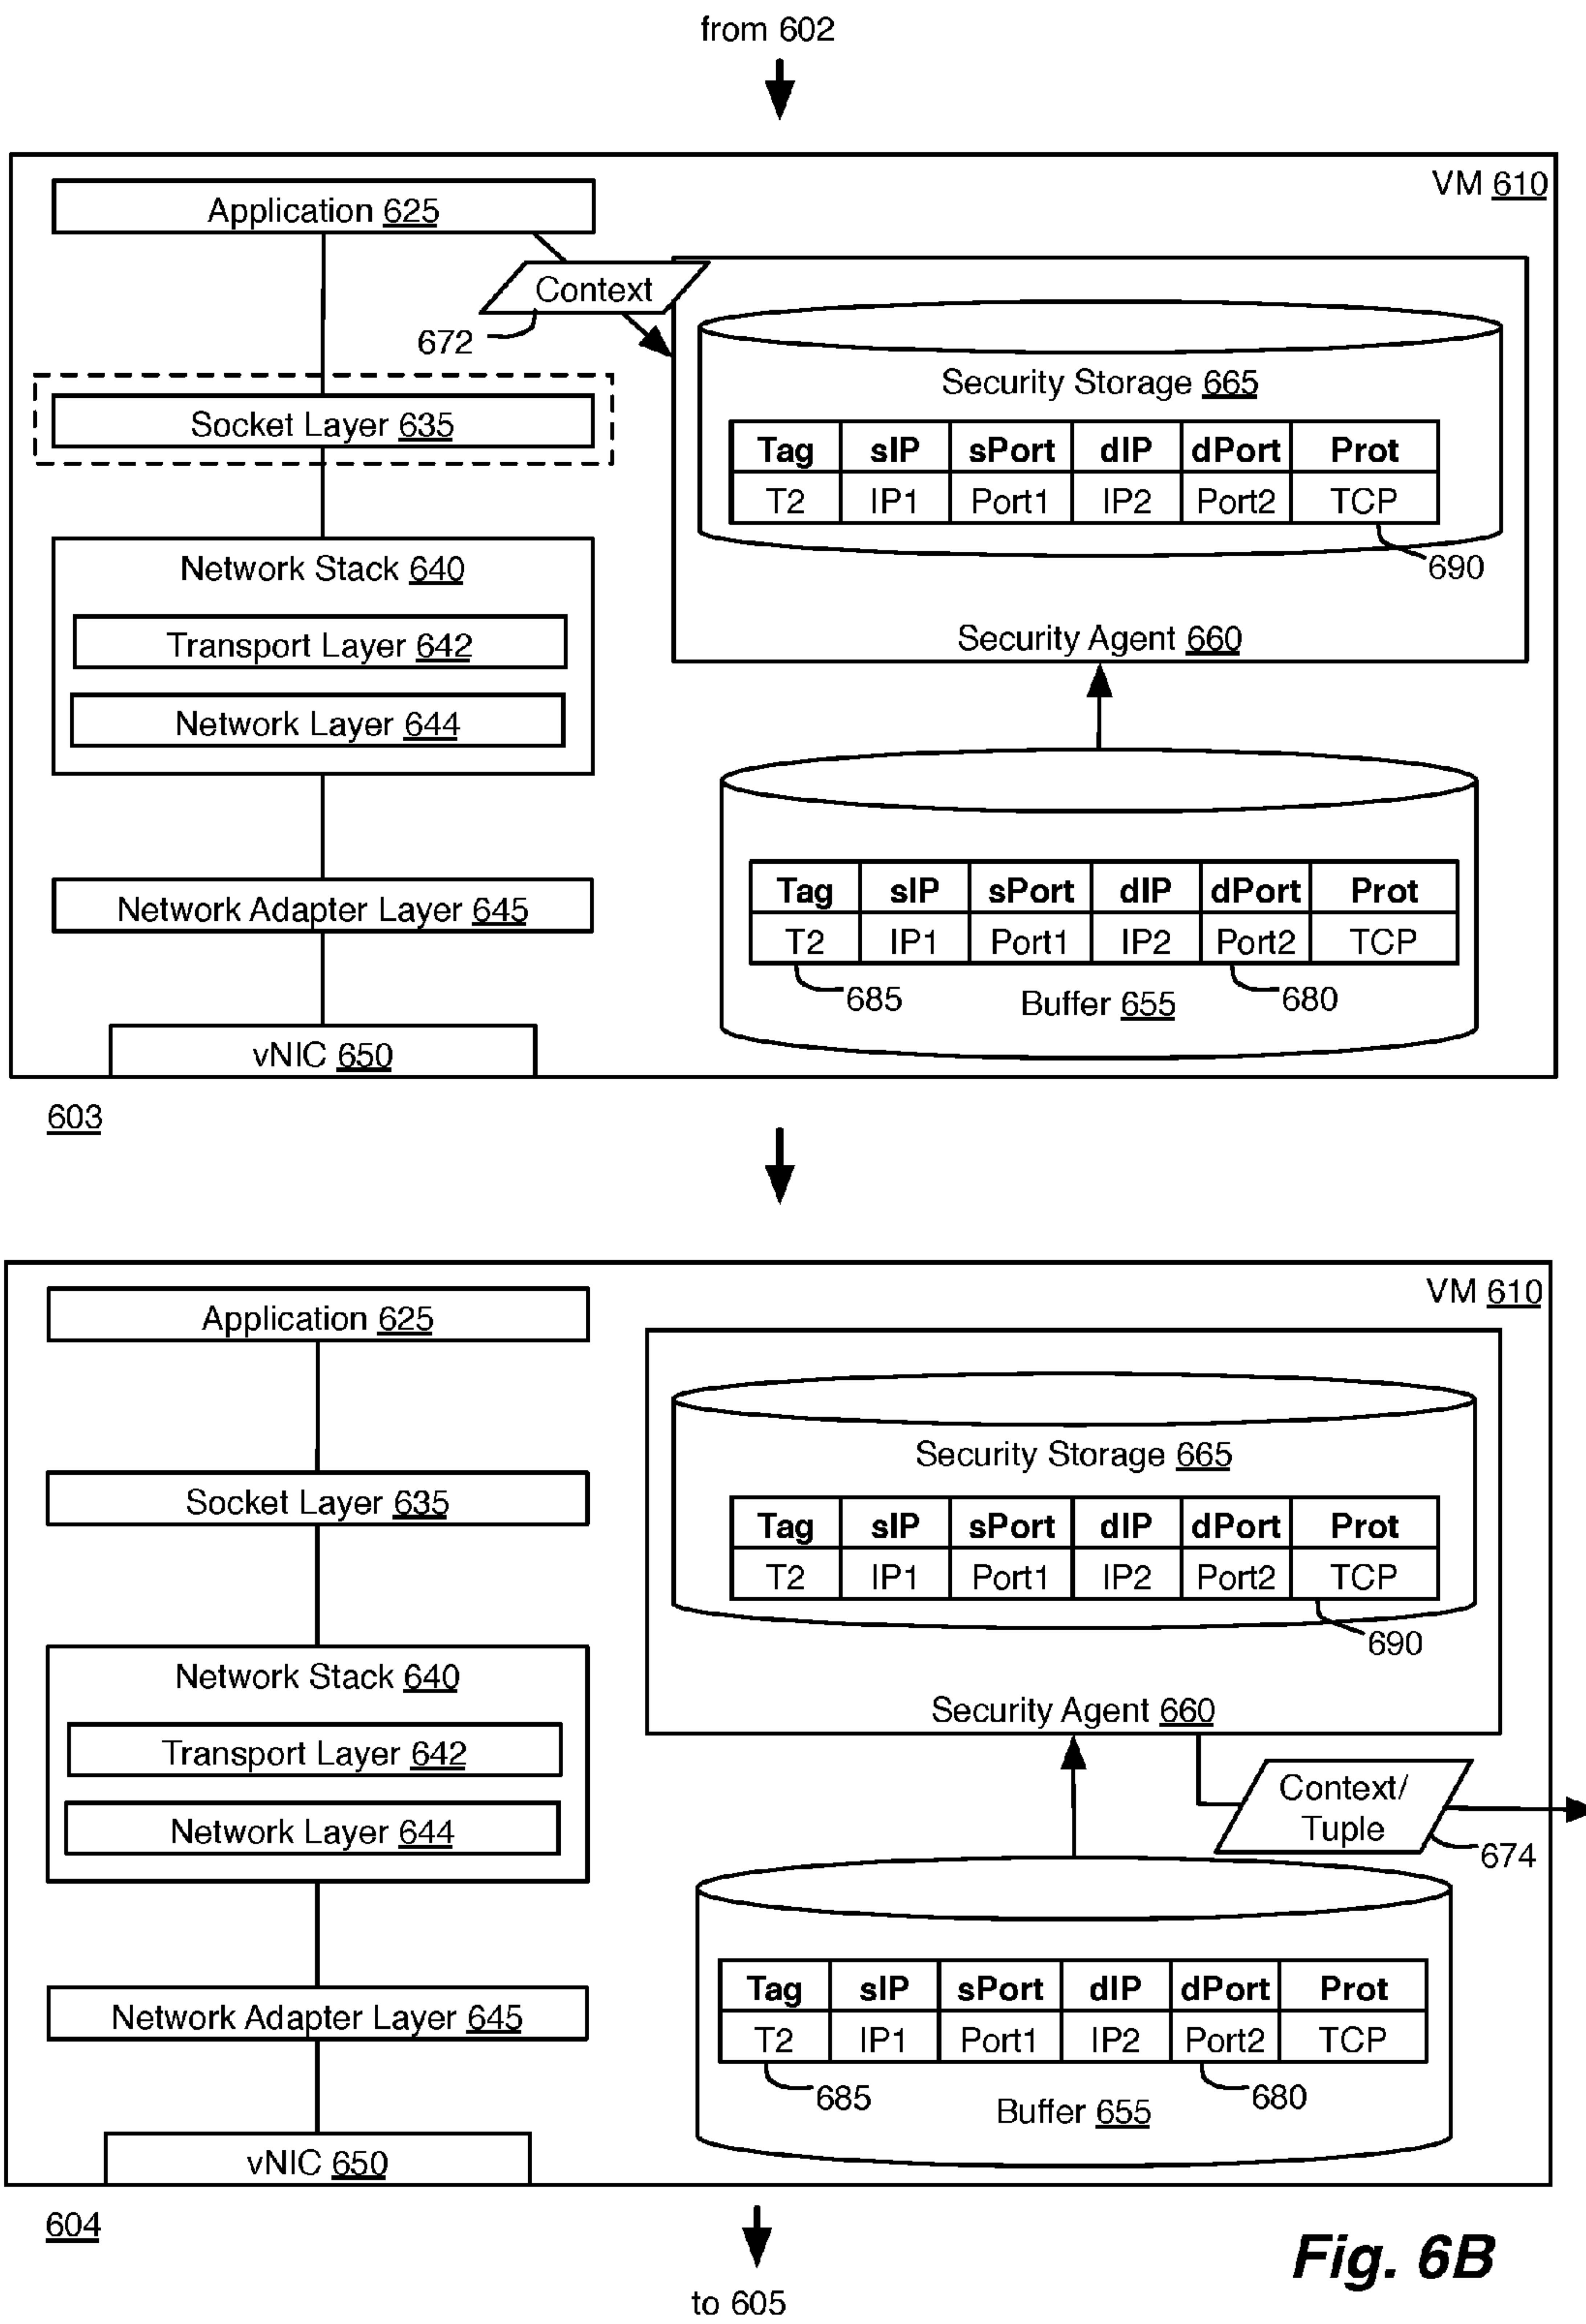 from 602
VM 610
Application 625
Context
672
Security Storage 665
Socket Layer 635
Tag sIP sPort dIP dPort Prot
T2 IP1 Port1 IP2 Port2 TCP
690
Network Stack 640
Transport Layer 642
Network Layer 644
Security Agent 660
Network Adapter Layer 645
Tag sIP sPort dIP dPort Prot
T2 IP1 Port1 IP2 Port2 TCP
685
Buffer 655
680
vNIC 650
603
VM 610
Application 625
Security Storage 665
Socket Layer 635
Tag sIP sPort dIP dPort Prot
T2 IP1 Port1 IP2 Port2 TCP
690
Network Stack 640
Transport Layer 642
Network Layer 644
Security Agent 660
Context/
Tuple
674
Network Adapter Layer 645
Tag sIP sPort dIP dPort Prot
T2 IP1 Port1 IP2 Port2 TCP
685
Buffer 655
680
vNIC 650
604
Fig. 6B
to 605